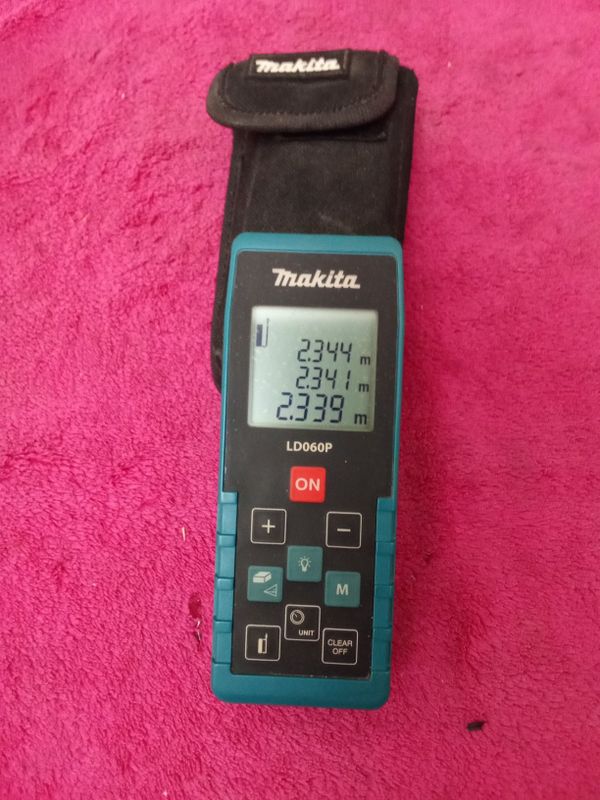 makita
makita
2.344 m
2.341 m
2.339 m
LD060P
ON
+ −
M
UNIT
CLEAR
OFF